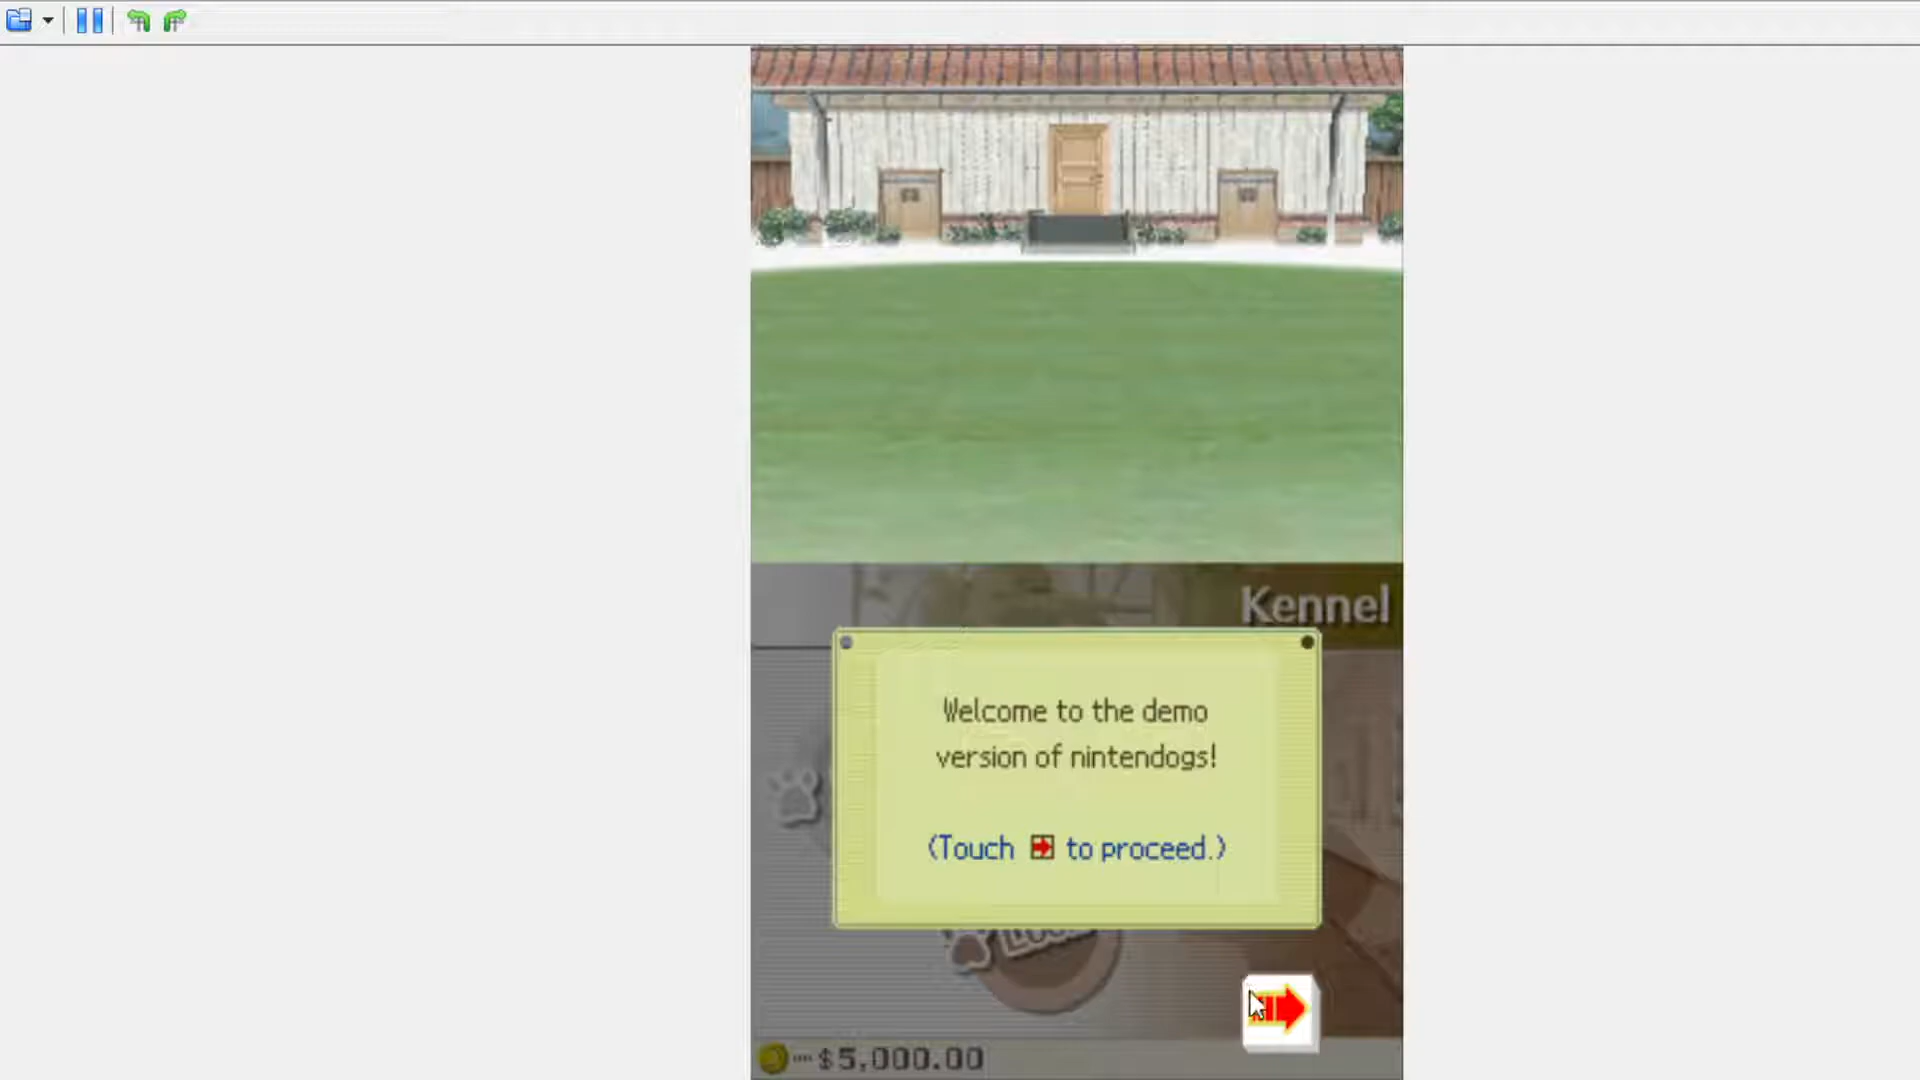 Kennel
Welcome to the demo
version of nintendogs!
(Touch to proceed.)
$5,000.00